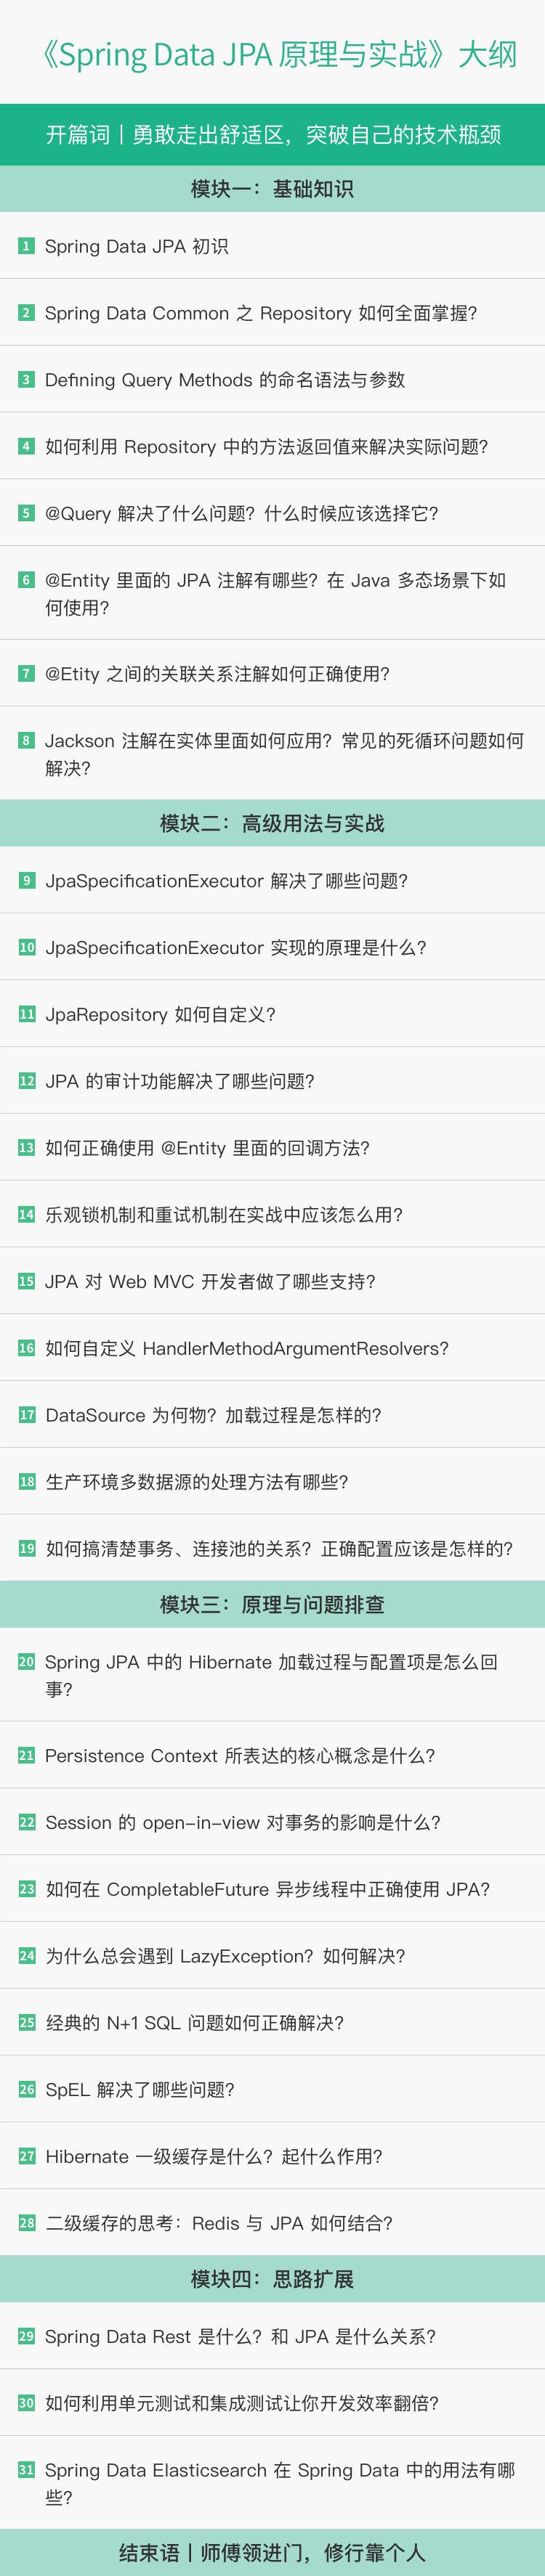 《Spring Data JPA 原理与实战》大纲
开篇词丨勇敢走出舒适区，突破自己的技术瓶颈
模块一：基础知识
1 Spring Data JPA 初识
2 Spring Data Common 之 Repository 如何全面掌握？
3 Defining Query Methods 的命名语法与参数
4 如何利用 Repository 中的方法返回值来解决实际问题？
5 @Query 解决了什么问题？什么时候应该选择它？
6 @Entity 里面的 JPA 注解有哪些？在 Java 多态场景下如
何使用？
7 @Etity 之间的关联关系注解如何正确使用？
8 Jackson 注解在实体里面如何应用？常见的死循环问题如何
解决？
模块二：高级用法与实战
9 JpaSpecificationExecutor 解决了哪些问题？
10 JpaSpecificationExecutor 实现的原理是什么？
11 JpaRepository 如何自定义？
12 JPA 的审计功能解决了哪些问题？
13 如何正确使用 @Entity 里面的回调方法？
14 乐观锁机制和重试机制在实战中应该怎么用？
15 JPA 对 Web MVC 开发者做了哪些支持？
16 如何自定义 HandlerMethodArgumentResolvers？
17 DataSource 为何物？加载过程是怎样的？
18 生产环境多数据源的处理方法有哪些？
19 如何搞清楚事务、连接池的关系？正确配置应该是怎样的？
模块三：原理与问题排查
20 Spring JPA 中的 Hibernate 加载过程与配置项是怎么回
事？
21 Persistence Context 所表达的核心概念是什么？
22 Session 的 open-in-view 对事务的影响是什么？
23 如何在 CompletableFuture 异步线程中正确使用 JPA？
24 为什么总会遇到 LazyException？如何解决？
25 经典的 N+1 SQL 问题如何正确解决？
26 SpEL 解决了哪些问题？
27 Hibernate 一级缓存是什么？起什么作用？
28 二级缓存的思考：Redis 与 JPA 如何结合？
模块四：思路扩展
29 Spring Data Rest 是什么？和 JPA 是什么关系？
30 如何利用单元测试和集成测试让你开发效率翻倍？
31 Spring Data Elasticsearch 在 Spring Data 中的用法有哪
些？
结束语丨师傅领进门，修行靠个人